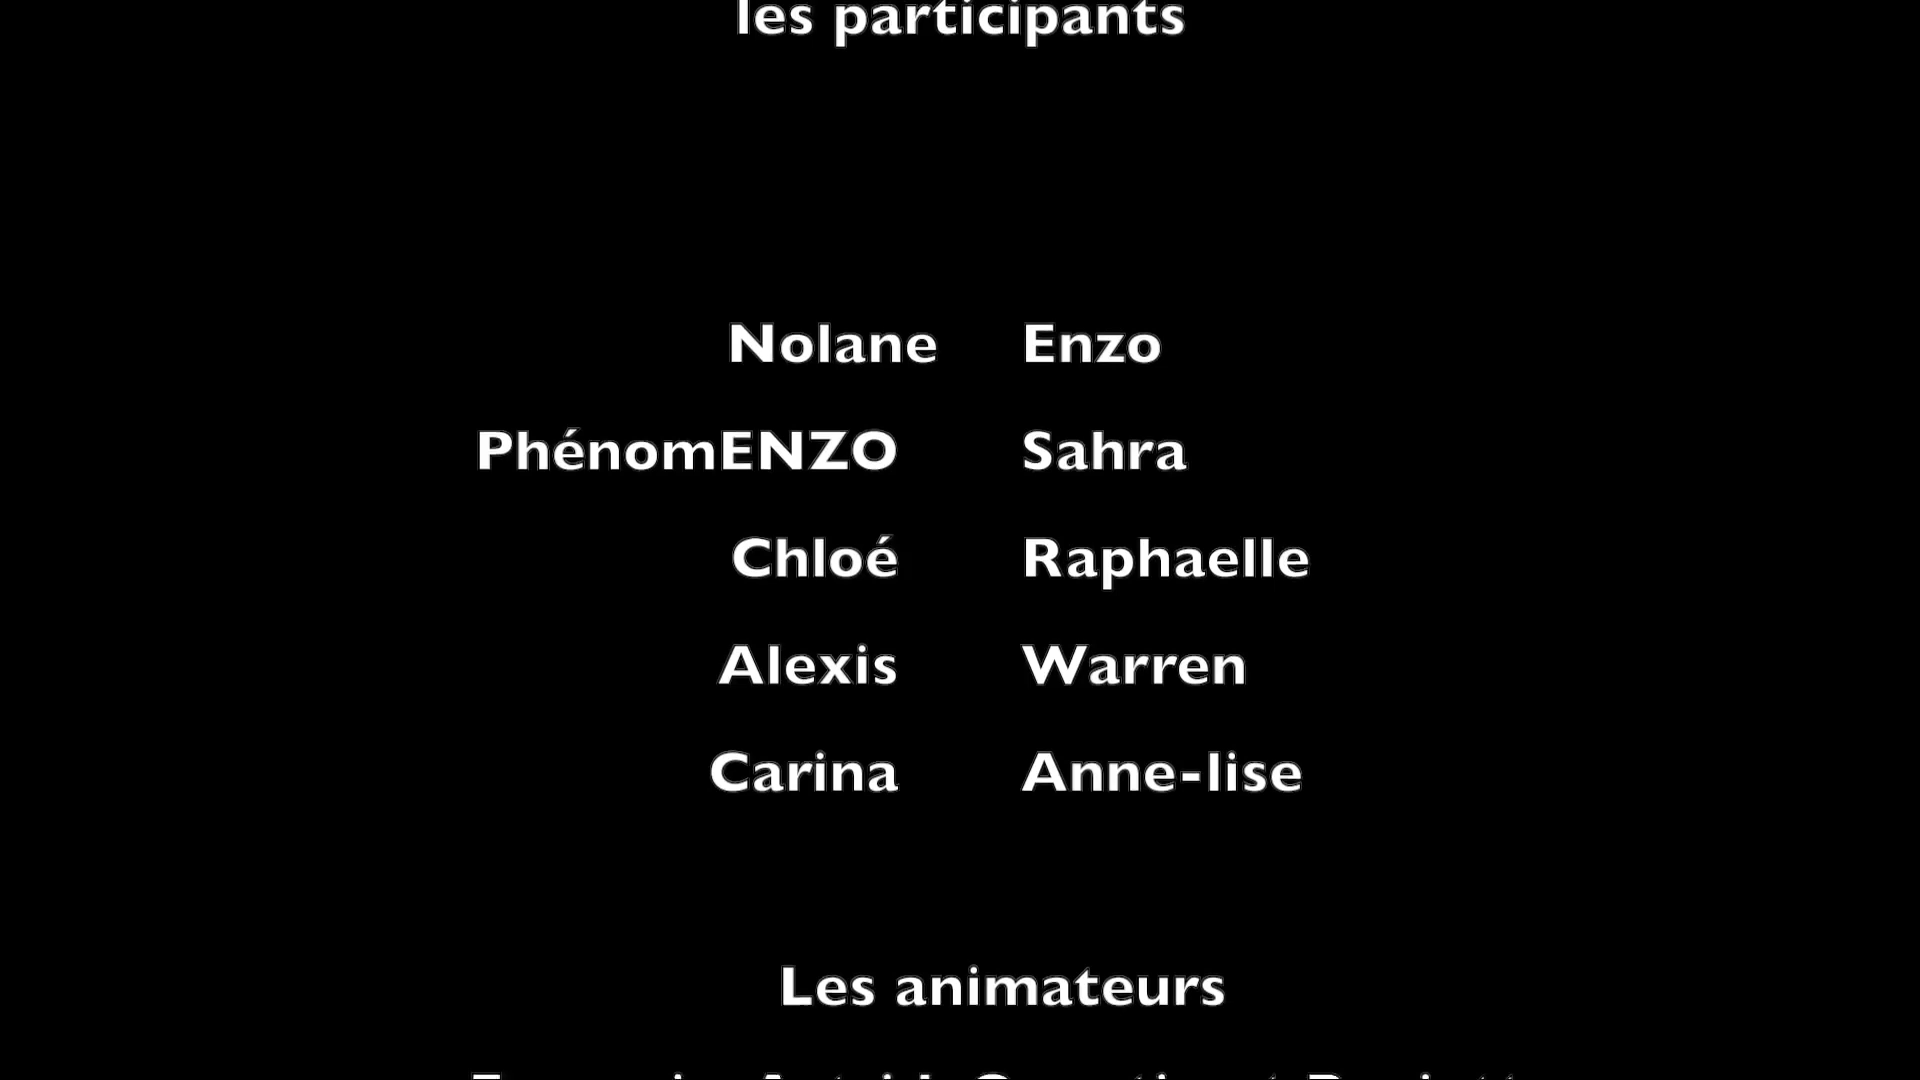 les participants
Nolane Enzo
PhénomENZO Sahra
Chloé Raphaelle
Alexis Warren
Carina Anne-lise
Les animateurs